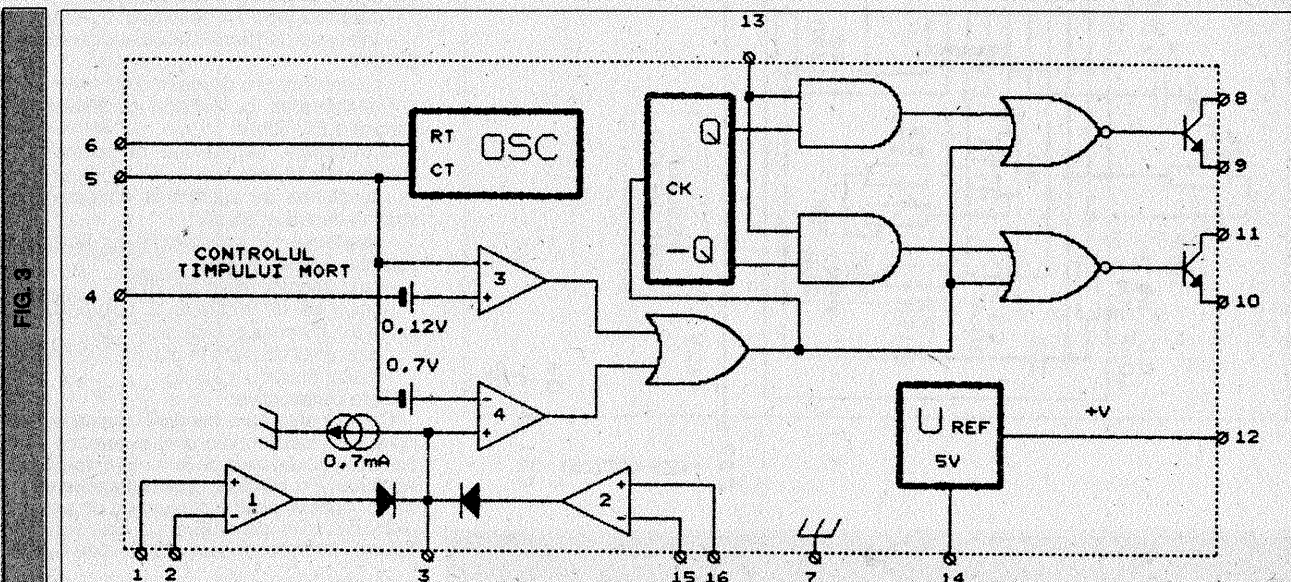 FIG. 3
13
8
9
11
10
6
5
RT
CT
OSC
Q
CK
-Q
CONTROLUL
TIMPULUI MORT
4
-
3
+
0,12V
0,7V
-
4
+
0,7mA
U REF
5V
+V
12
+
1
-
+
2
-
1
2
3
15
16
7
14